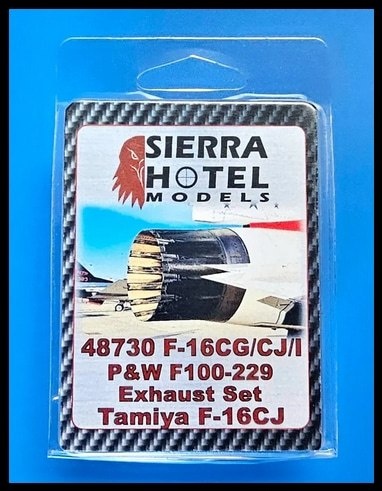 SIERRA
HOTEL
MODELS
48730 F-16CG/CJ/I
P&W F100-229
Exhaust Set
Tamiya F-16CJ